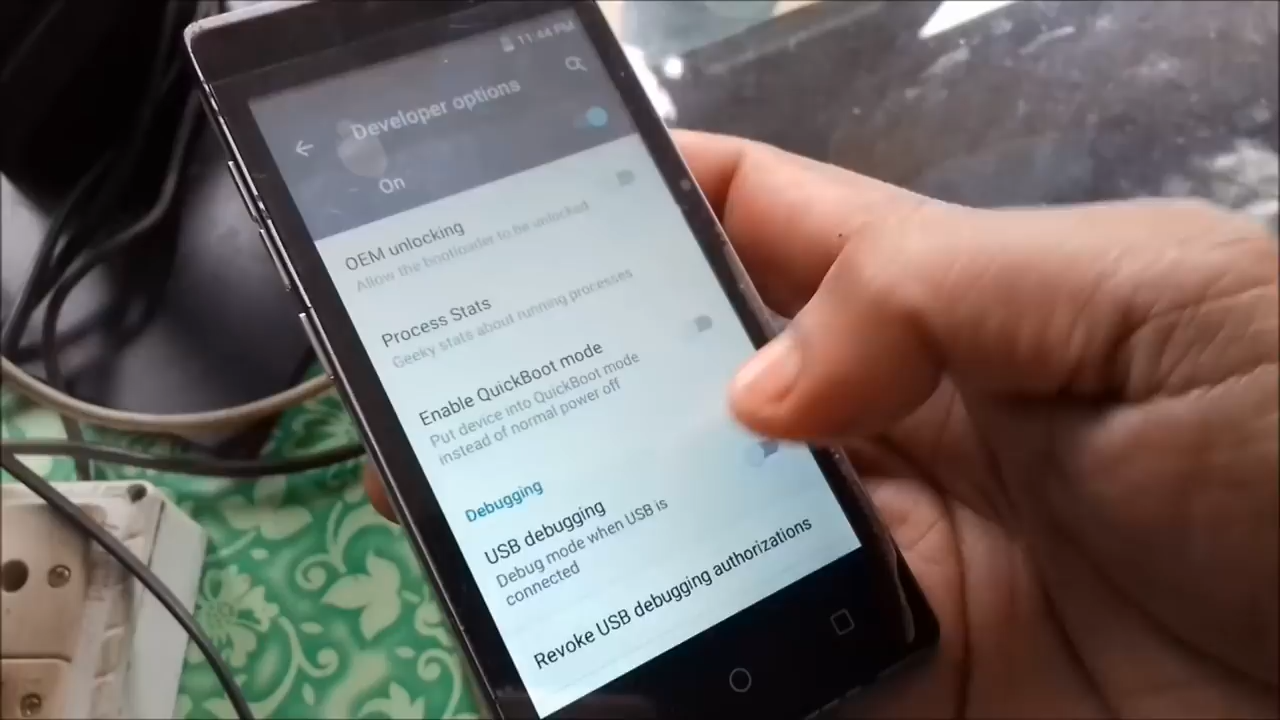 11:44 PM
Developer options
On
OEM unlocking
Allow the bootloader to be unlocked
Process Stats
Geeky stats about running processes
Enable QuickBoot mode
Put device into QuickBoot mode
instead of normal power off
Debugging
USB debugging
Debug mode when USB is
connected
Revoke USB debugging authorizations